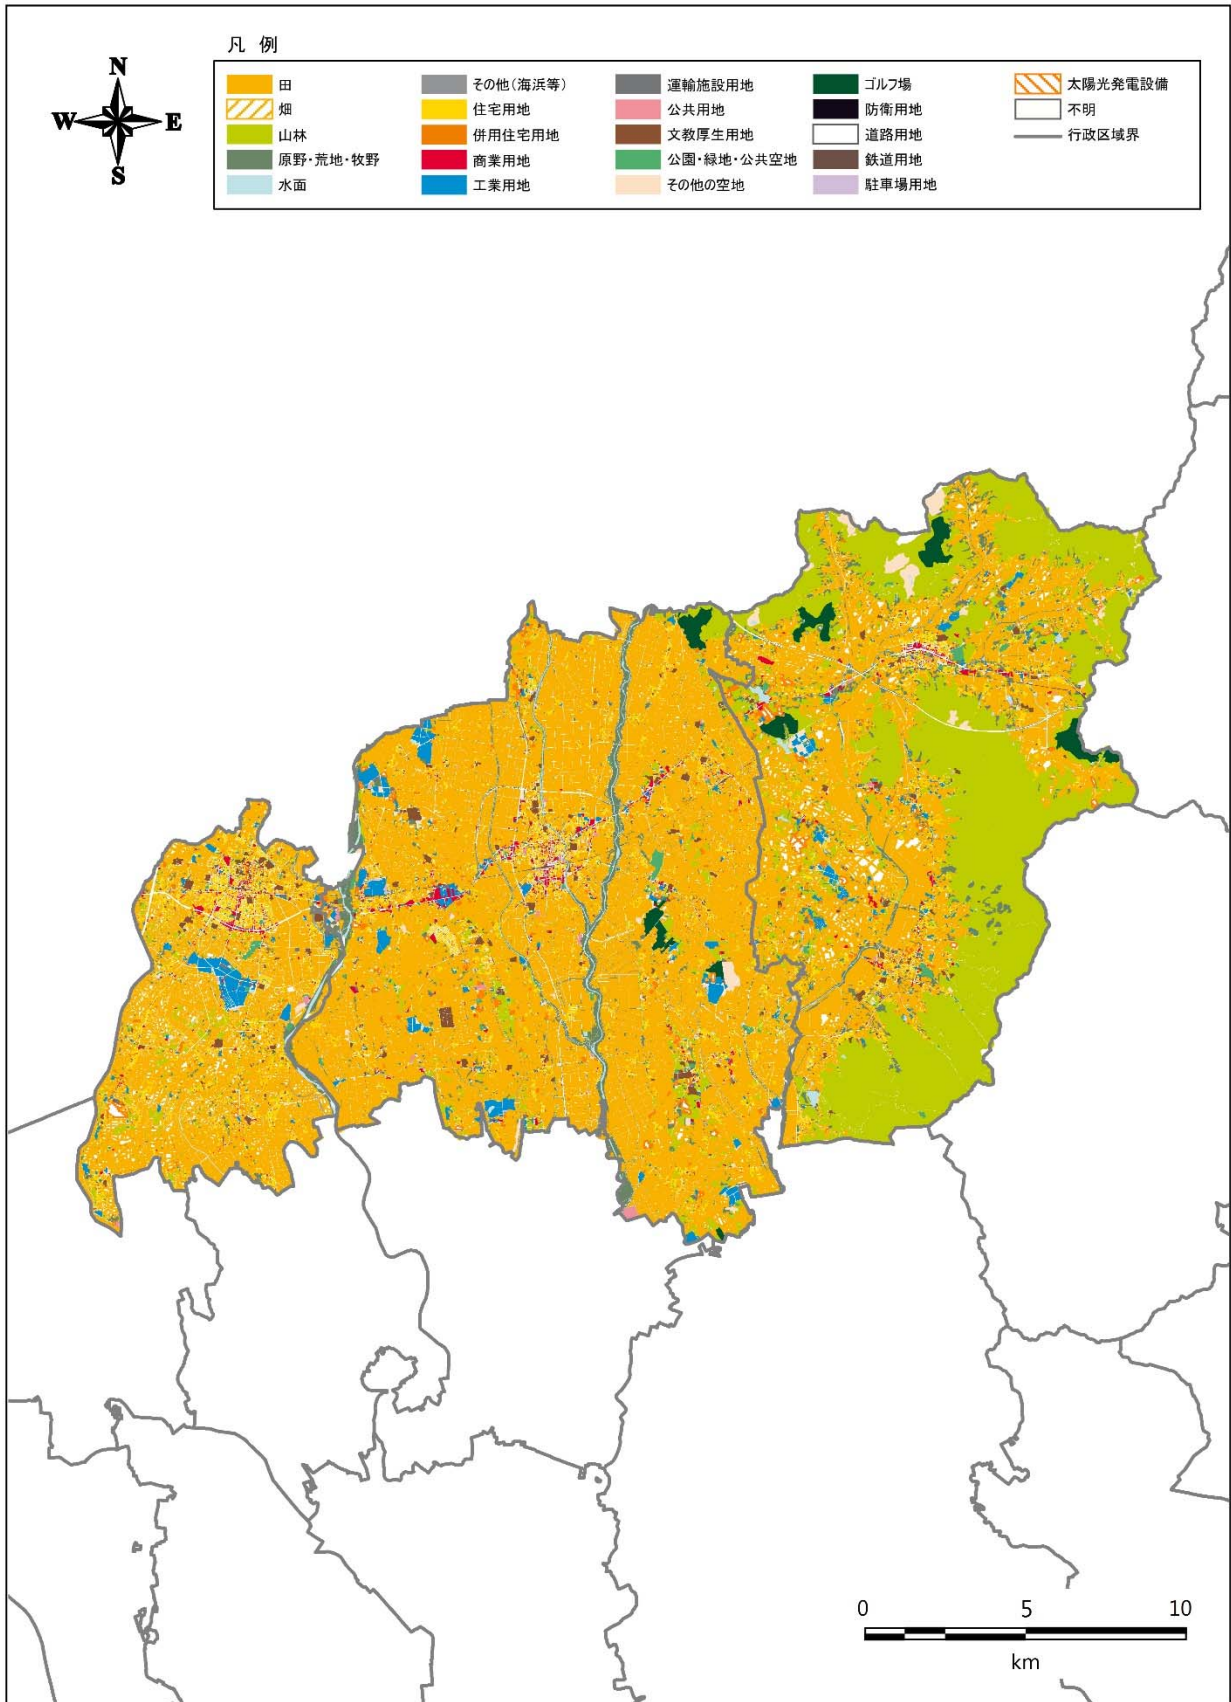 凡 例
N
W E
S
田
その他(海浜等)
運輸施設用地
ゴルフ場
太陽光発電設備
畑
住宅用地
公共用地
防衛用地
不明
山林
併用住宅用地
文教厚生用地
道路用地
行政区域界
原野・荒地・牧野
商業用地
公園・緑地・公共空地
鉄道用地
水面
工業用地
その他の空地
駐車場用地
0 5 10
km